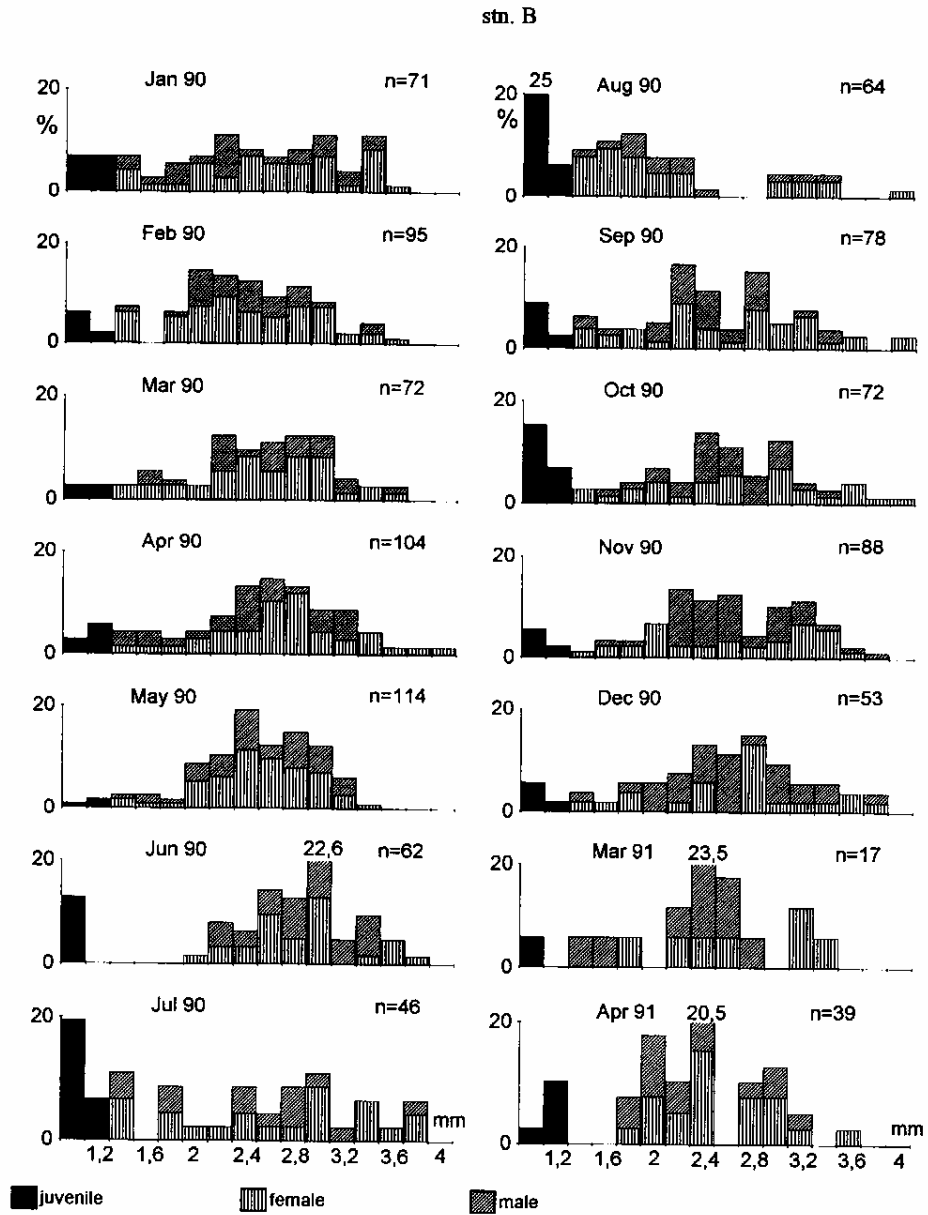 stn. B
Jan 90 n=71
20
%
0
Feb 90 n=95
20
0
Mar 90 n=72
20
0
Apr 90 n=104
20
0
May 90 n=114
20
0
Jun 90 22,6 n=62
20
0
Jul 90 n=46
20
0
mm
1,2 1,6 2 2,4 2,8 3,2 3,6
25 Aug 90 n=64
20
%
0
Sep 90 n=78
20
0
Oct 90 n=72
20
0
Nov 90 n=88
20
0
Dec 90 n=53
20
0
Mar 91 23,5 n=17
20
0
Apr 91 20,5 n=39
20
0
mm
1,2 1,6 2 2,4 2,8 3,2 3,6 4
juvenile female male